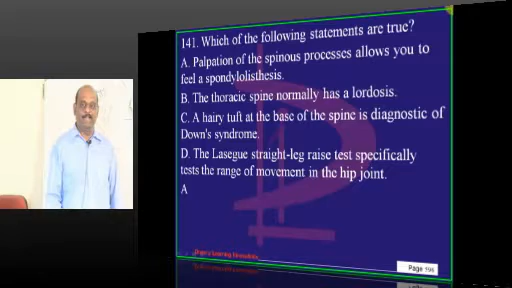 141. Which of the following statements are true?
A. Palpation of the spinous processes allows you to
feel a spondylolisthesis.
B. The thoracic spine normally has a lordosis.
C. A hairy tuft at the base of the spine is diagnostic of
Down's syndrome.
D. The Lasegue straight-leg raise test specifically
tests the range of movement in the hip joint.
A
Learning
Page 194